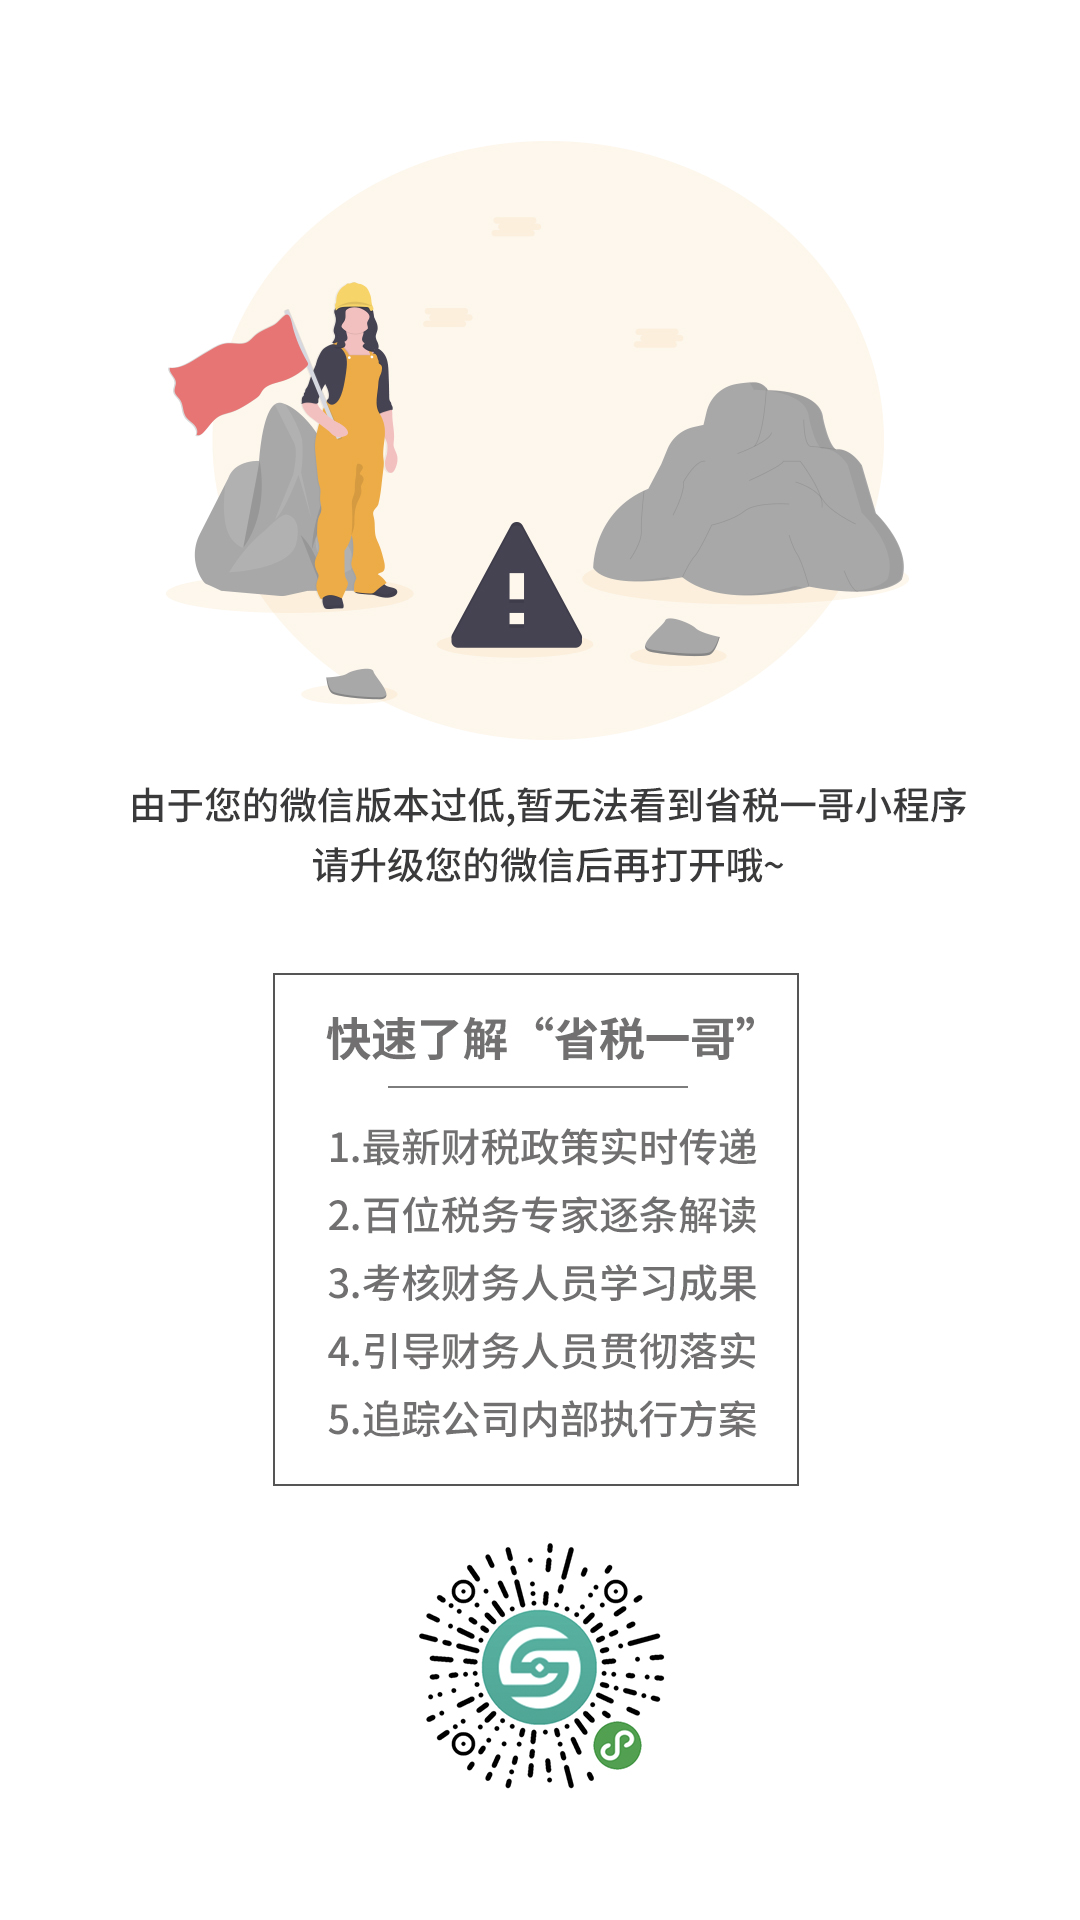 由于您的微信版本过低,暂无法看到省税一哥小程序
请升级您的微信后再打开哦~
快速了解“省税一哥”
1.最新财税政策实时传递
2.百位税务专家逐条解读
3.考核财务人员学习成果
4.引导财务人员贯彻落实
5.追踪公司内部执行方案